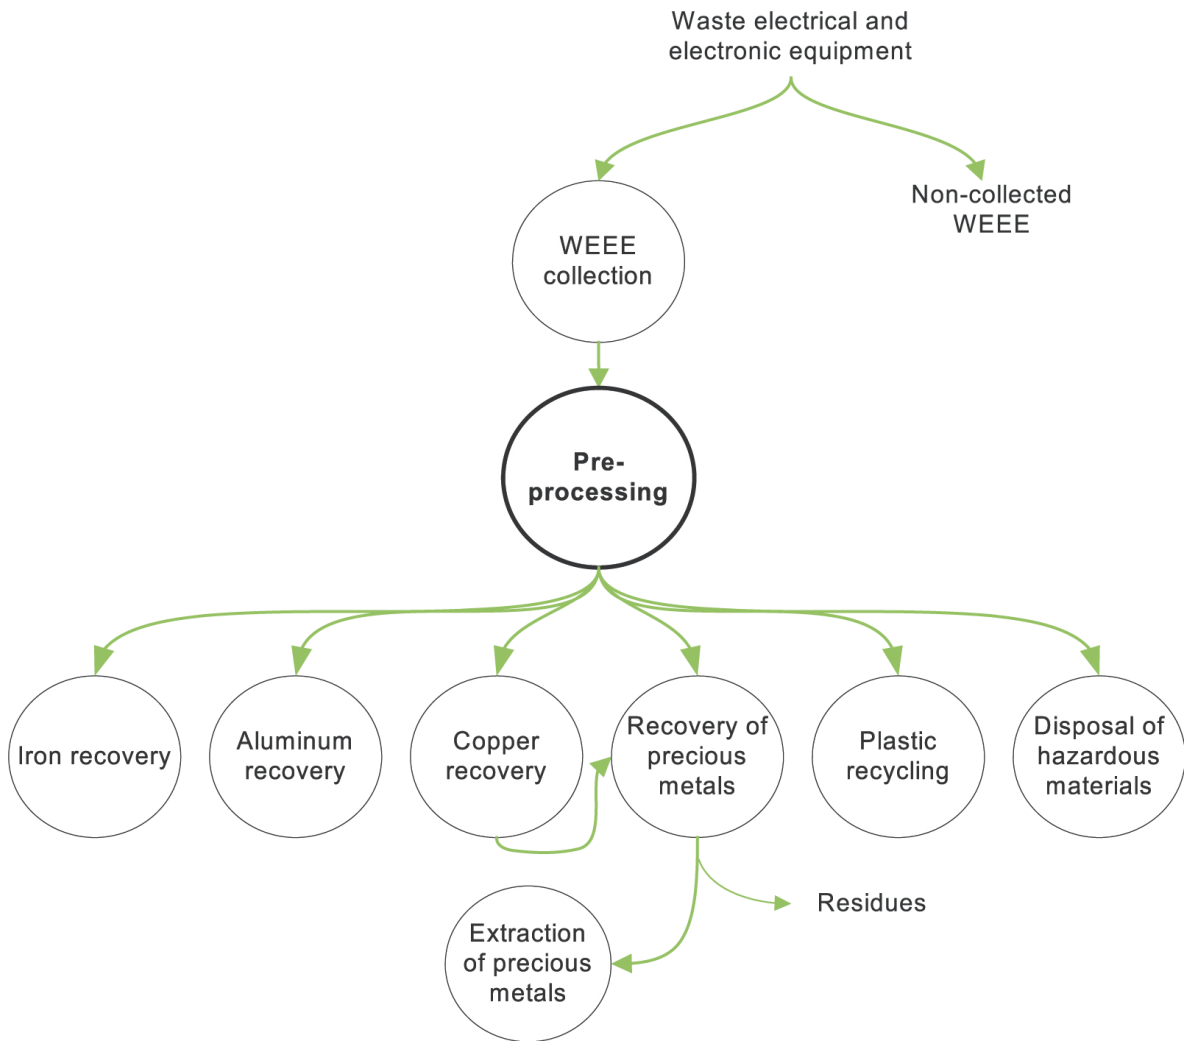 Waste electrical and
electronic equipment
Non-collected
WEEE
WEEE
collection
Pre-
processing
Iron recovery
Aluminum
recovery
Copper
recovery
Recovery of
precious
metals
Plastic
recycling
Disposal of
hazardous
materials
Residues
Extraction
of precious
metals